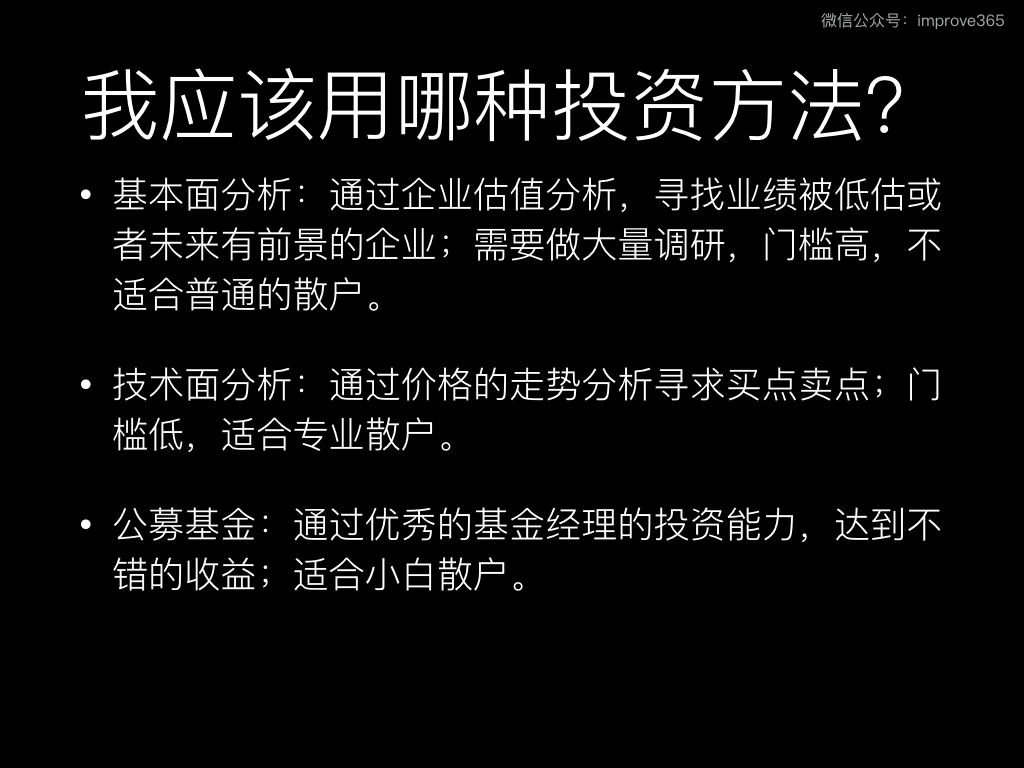 微信公众号：improve365
我应该用哪种投资方法？
• 基本面分析：通过企业估值分析，寻找业绩被低估或
者未来有前景的企业；需要做大量调研，门槛高，不
适合普通的散户。
• 技术面分析：通过价格的走势分析寻求买点卖点；门
槛低，适合专业散户。
• 公募基金：通过优秀的基金经理的投资能力，达到不
错的收益；适合小白散户。